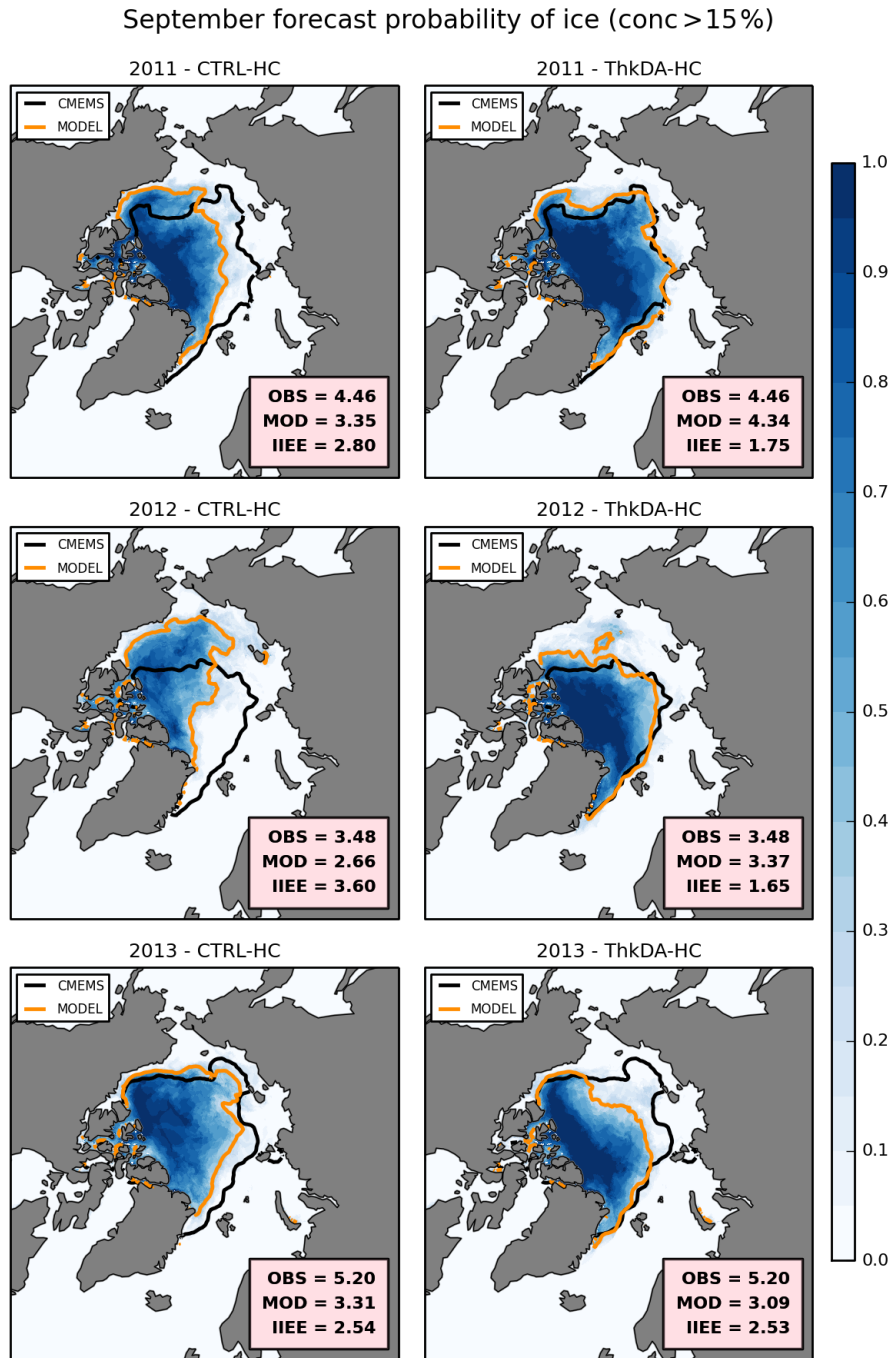 September forecast probability of ice (conc > 15%)
2011 - CTRL-HC
CMEMS
MODEL
OBS = 4.46
MOD = 3.35
IIEE = 2.80
2011 - ThkDA-HC
CMEMS
MODEL
OBS = 4.46
MOD = 4.34
IIEE = 1.75
2012 - CTRL-HC
CMEMS
MODEL
OBS = 3.48
MOD = 2.66
IIEE = 3.60
2012 - ThkDA-HC
CMEMS
MODEL
OBS = 3.48
MOD = 3.37
IIEE = 1.65
2013 - CTRL-HC
CMEMS
MODEL
OBS = 5.20
MOD = 3.31
IIEE = 2.54
2013 - ThkDA-HC
CMEMS
MODEL
OBS = 5.20
MOD = 3.09
IIEE = 2.53
1.0
0.9
0.8
0.7
0.6
0.5
0.4
0.3
0.2
0.1
0.0